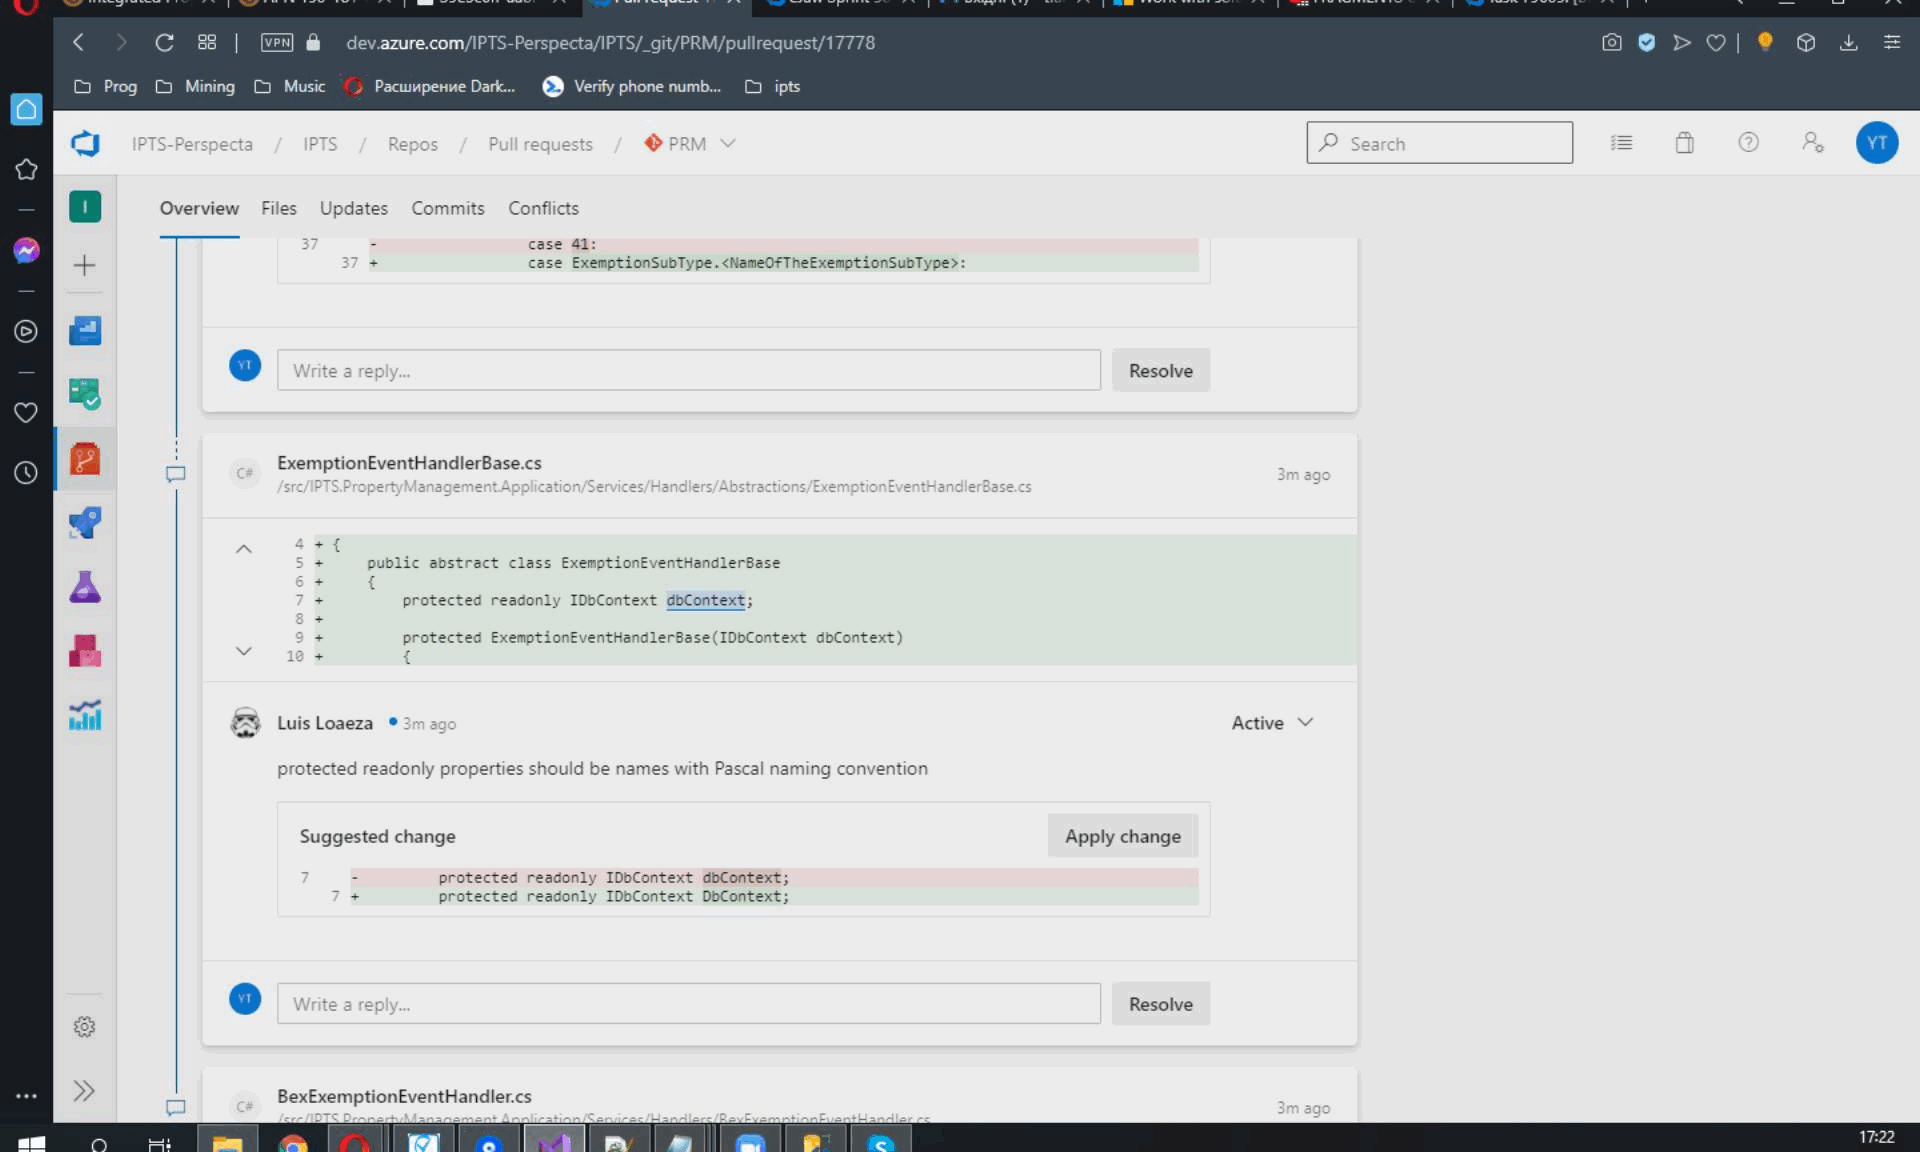 VPN dev.azure.com/IPTS-Perspecta/IPTS/_git/PRM/pullrequest/17778
Prog Mining Music Расширение Dark... Verify phone numb... ipts
IPTS-Perspecta / IPTS / Repos / Pull requests / PRM Search YT
I Overview Files Updates Commits Conflicts
37 - case 41:
37 + case ExemptionSubType.<NameOfTheExemptionSubType>:
YT Write a reply... Resolve
C# ExemptionEventHandlerBase.cs 3m ago
/src/IPTS.PropertyManagement.Application/Services/Handlers/Abstractions/ExemptionEventHandlerBase.cs
4 + {
5 + public abstract class ExemptionEventHandlerBase
6 + {
7 + protected readonly IDbContext dbContext;
8 +
9 + protected ExemptionEventHandlerBase(IDbContext dbContext)
10 + {
Luis Loaeza 3m ago Active
protected readonly properties should be names with Pascal naming convention
Suggested change Apply change
7 - protected readonly IDbContext dbContext;
7 + protected readonly IDbContext DbContext;
YT Write a reply... Resolve
C# BexExemptionEventHandler.cs 3m ago
/src/IPTS.PropertyManagement.Application/Services/Handlers/BexExemptionEventHandler.cs
17:22